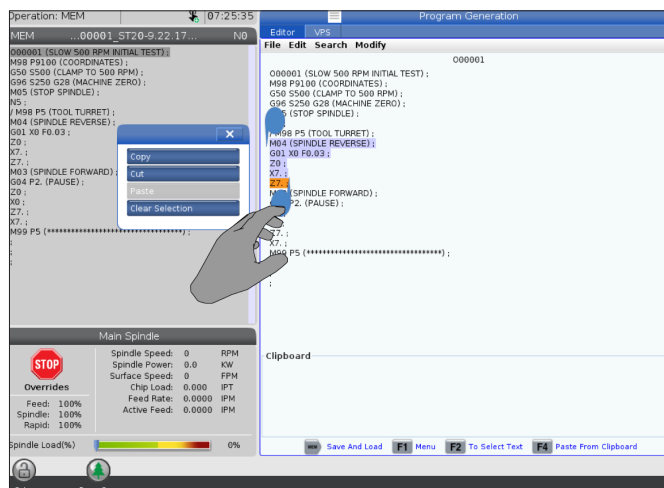 Operation: MEM
07:25:35
MEM ...00001_ST20-9.22.17... N0
O00001 (SLOW 500 RPM INITIAL TEST) ;
M98 P9100 (COORDINATES) ;
G50 S500 (CLAMP TO 500 RPM) ;
G96 S250 G28 (MACHINE ZERO) ;
M05 (STOP SPINDLE) ;
N5 ;
/ M98 P5 (TOOL TURRET) ;
M04 (SPINDLE REVERSE) ;
G01 X0 F0.03 ;
Z0 ;
X7. ;
Z7. ;
M03 (SPINDLE FORWARD) ;
G04 P2. (PAUSE) ;
Z0 ;
X0 ;
Z7. ;
X7. ;
M99 P5 (**********************************) ;
;
;
;
X
Copy
Cut
Paste
Clear Selection
Program Generation
Editor VPS
File Edit Search Modify
O00001
O00001 (SLOW 500 RPM INITIAL TEST) ;
M98 P9100 (COORDINATES) ;
G50 S500 (CLAMP TO 500 RPM) ;
G96 S250 G28 (MACHINE ZERO) ;
(STOP SPINDLE) ;
/ M98 P5 (TOOL TURRET) ;
M04 (SPINDLE REVERSE) ;
G01 X0 F0.03 ;
Z0 ;
X7. ;
Z7. ;
(SPINDLE FORWARD) ;
P2. (PAUSE) ;
Z7. ;
X7. ;
M99 P5 (**********************************) ;
;
Clipboard
Main Spindle
STOP
Overrides
Feed: 100%
Spindle: 100%
Rapid: 100%
Spindle Speed: 0 RPM
Spindle Power: 0.0 KW
Surface Speed: 0 FPM
Chip Load: 0.000 IPT
Feed Rate: 0.0000 IPM
Active Feed: 0.0000 IPM
Spindle Load(%) 0%
MEM Save And Load F1 Menu F2 To Select Text F4 Paste From Clipboard